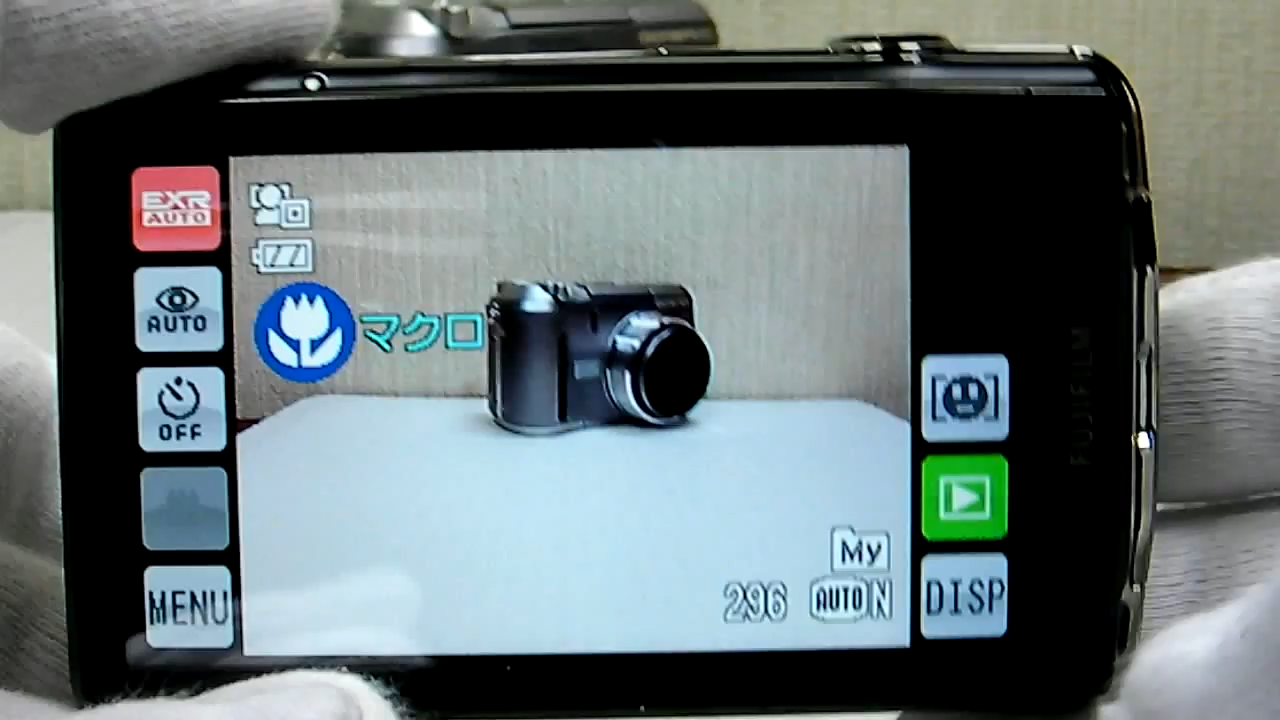 EXR
AUTO
AUTO
マクロ
OFF
MENU
My
296
AUTO N
DISP
FUJIFILM